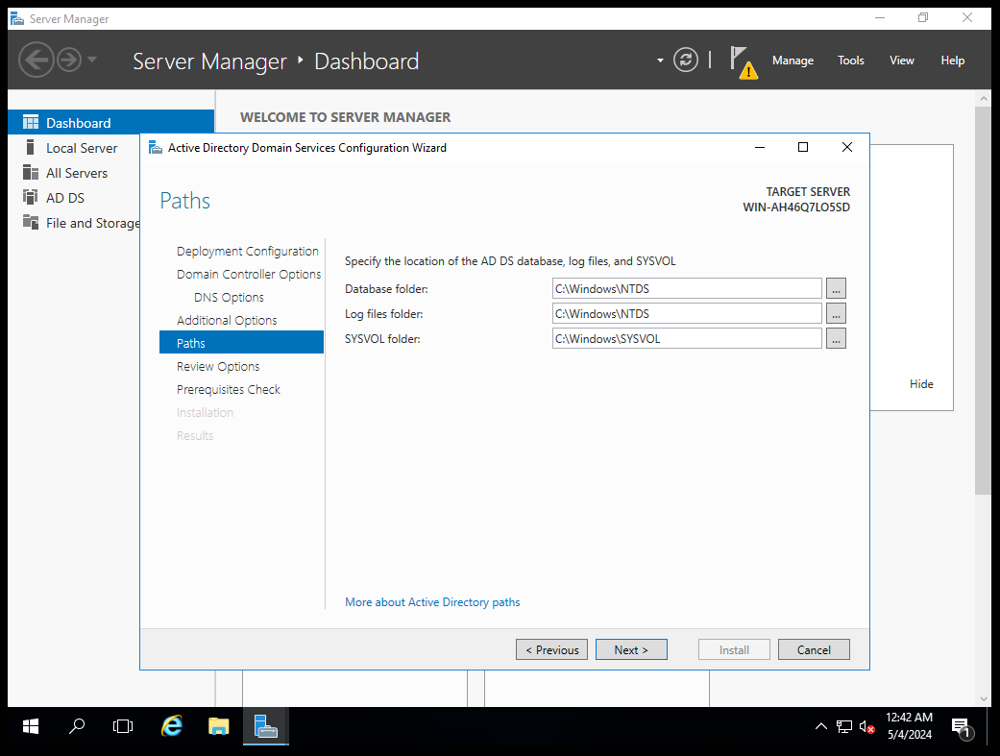 Server Manager
Server Manager ‣ Dashboard
Manage Tools View Help
Dashboard
Local Server
All Servers
AD DS
File and Storage
WELCOME TO SERVER MANAGER
Hide
Active Directory Domain Services Configuration Wizard
Paths
TARGET SERVER
WIN-AH46Q7LO5SD
Deployment Configuration
Domain Controller Options
DNS Options
Additional Options
Paths
Review Options
Prerequisites Check
Installation
Results
Specify the location of the AD DS database, log files, and SYSVOL
Database folder: C:\Windows\NTDS ...
Log files folder: C:\Windows\NTDS ...
SYSVOL folder: C:\Windows\SYSVOL ...
More about Active Directory paths
< Previous Next > Install Cancel
12:42 AM
5/4/2024
1